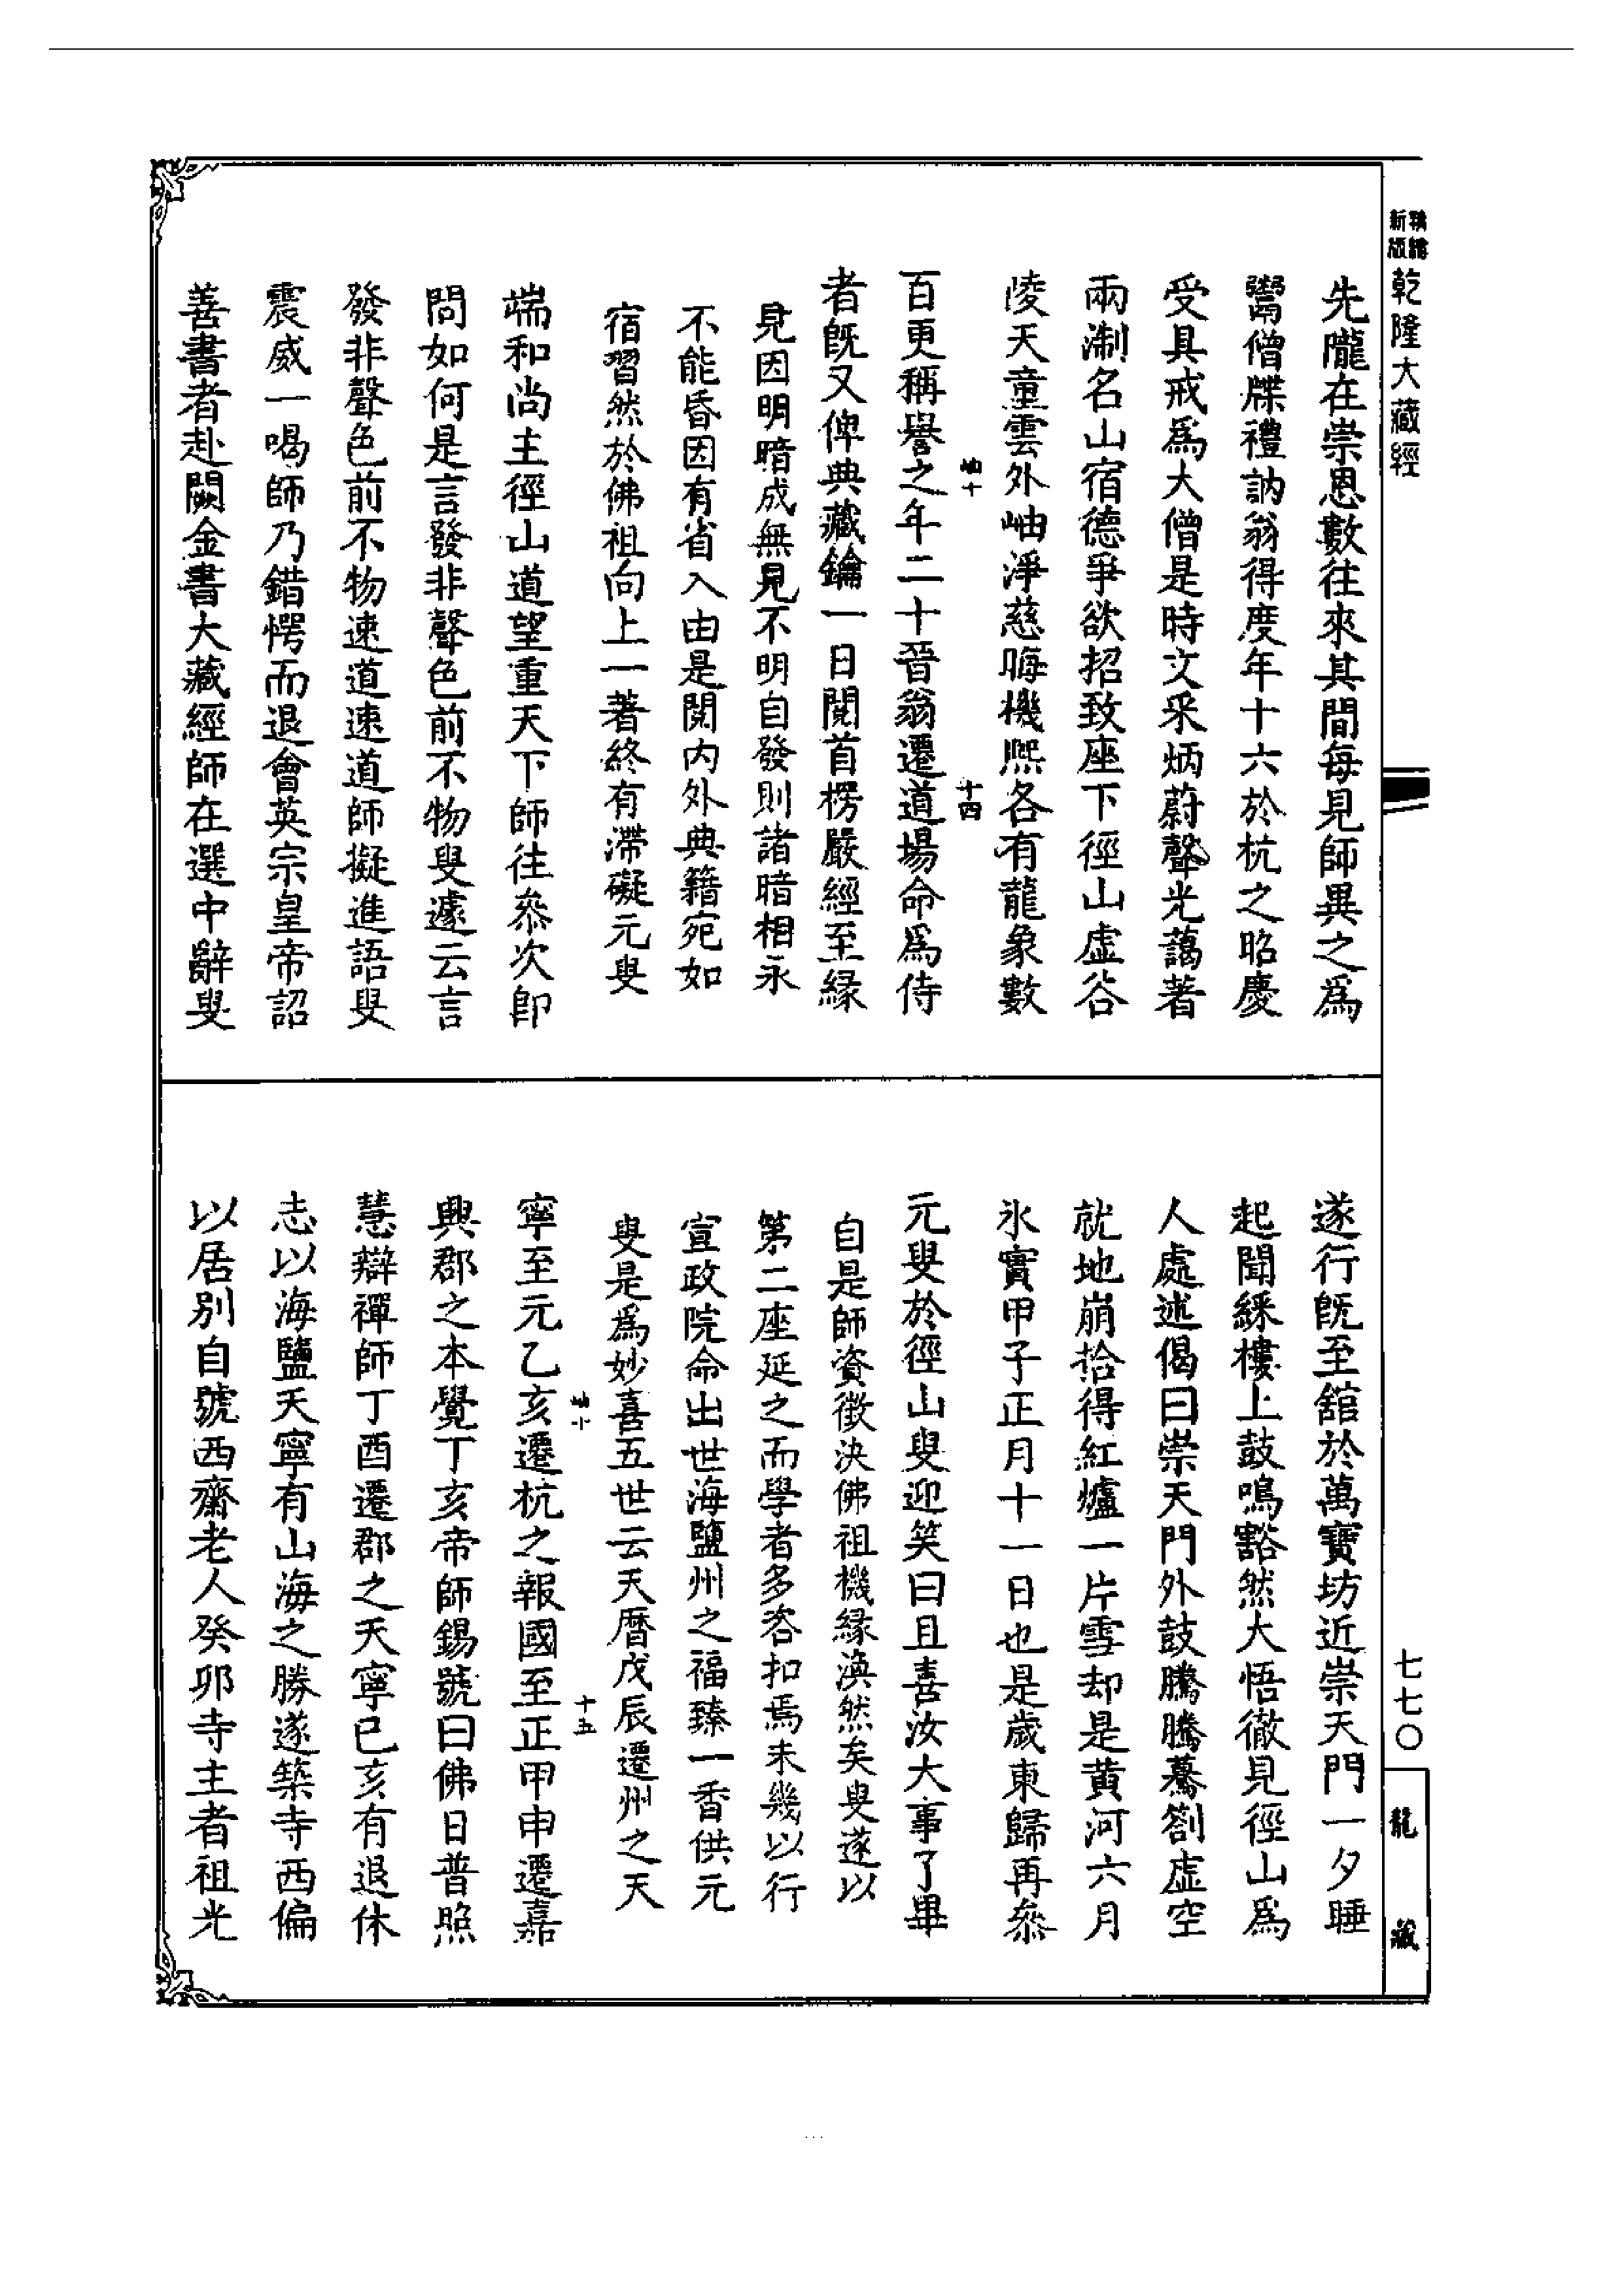 新版 精縮
乾隆大藏經
先隴在崇恩數往來其間每見師異之為
鬻僧牒禮訥翁得度年十六於杭之昭慶
受具戒為大僧是時文采炳蔚聲光藹著
兩淛名山宿德爭欲招致座下徑山虛谷
陵天童雲外岫淨慈晦機熙各有龍象數
岫十
十四
百更稱譽之年二十晉翁遷道場命為侍
者旣又俾典藏鑰一日閱首楞嚴經至緣
見因明暗成無見不明自發則諸暗相永
不能昏因有省入由是閱內外典籍宛如
宿習然於佛祖向上一著終有滯礙元叟
端和尚主徑山道望重天下師往叅次即
問如何是言發非聲色前不物叟遽云言
發非聲色前不物速道速道師擬進語叟
震威一喝師乃錯愕而退會英宗皇帝詔
善書者赴闕金書大藏經師在選中辭叟
遂行旣至舘於萬寶坊近崇天門一夕睡
起聞綵樓上鼓鳴豁然大悟徹見徑山為
人處述偈曰崇天門外鼓騰騰驀劄虛空
就地崩拾得紅爐一片雪却是黃河六月
氷實甲子正月十一日也是歲東歸再叅
元叟於徑山叟迎笑曰且喜汝大事了畢
自是師資徵決佛祖機緣渙然矣叟遂以
第二座延之而學者多咨扣焉未幾以行
宣政院命出世海鹽州之福臻一香供元
叟是為妙喜五世云天曆戊辰遷州之天
岫十
十五
寧至元乙亥遷杭之報國至正甲申遷嘉
興郡之本覺丁亥帝師錫號曰佛日普照
慧辯禪師丁酉遷郡之天寧已亥有退休
志以海鹽天寧有山海之勝遂築寺西偏
以居別自號西齋老人癸卯寺主者祖光
七七〇
龍藏